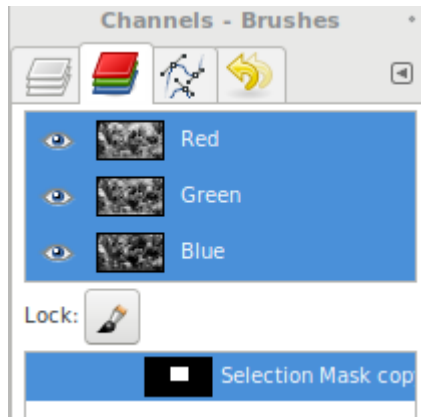 Channels - Brushes
Red
Green
Blue
Lock:
Selection Mask cop